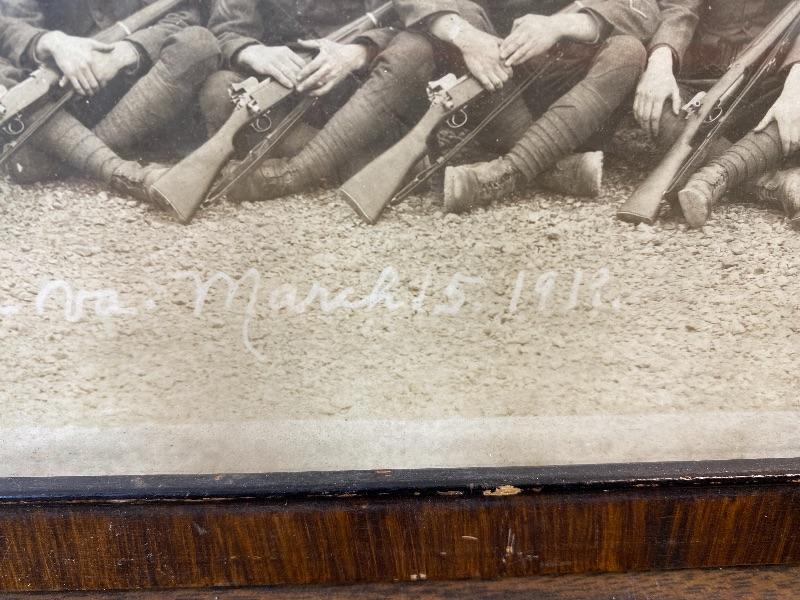 - Va. March 15. 1918.